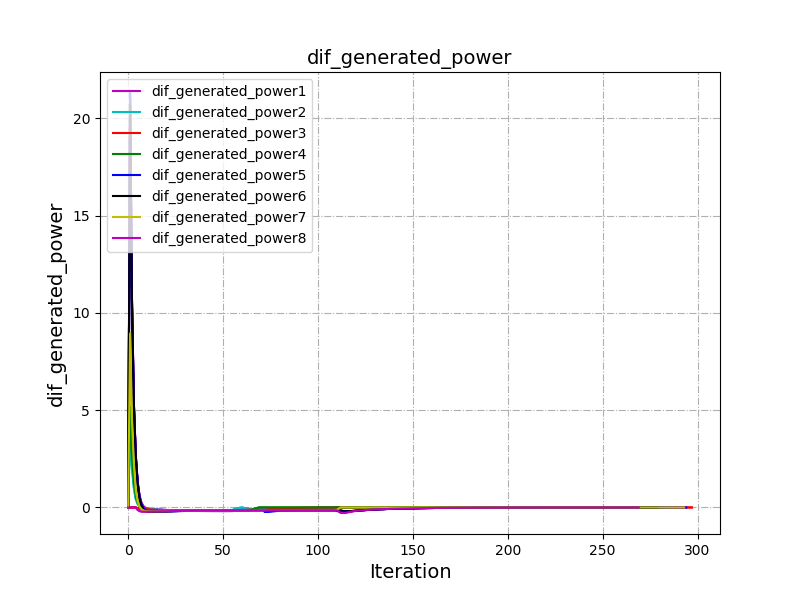 dif_generated_power
dif_generated_power
20
15
10
5
0
dif_generated_power1
dif_generated_power2
dif_generated_power3
dif_generated_power4
dif_generated_power5
dif_generated_power6
dif_generated_power7
dif_generated_power8
0 50 100 150 200 250 300
Iteration